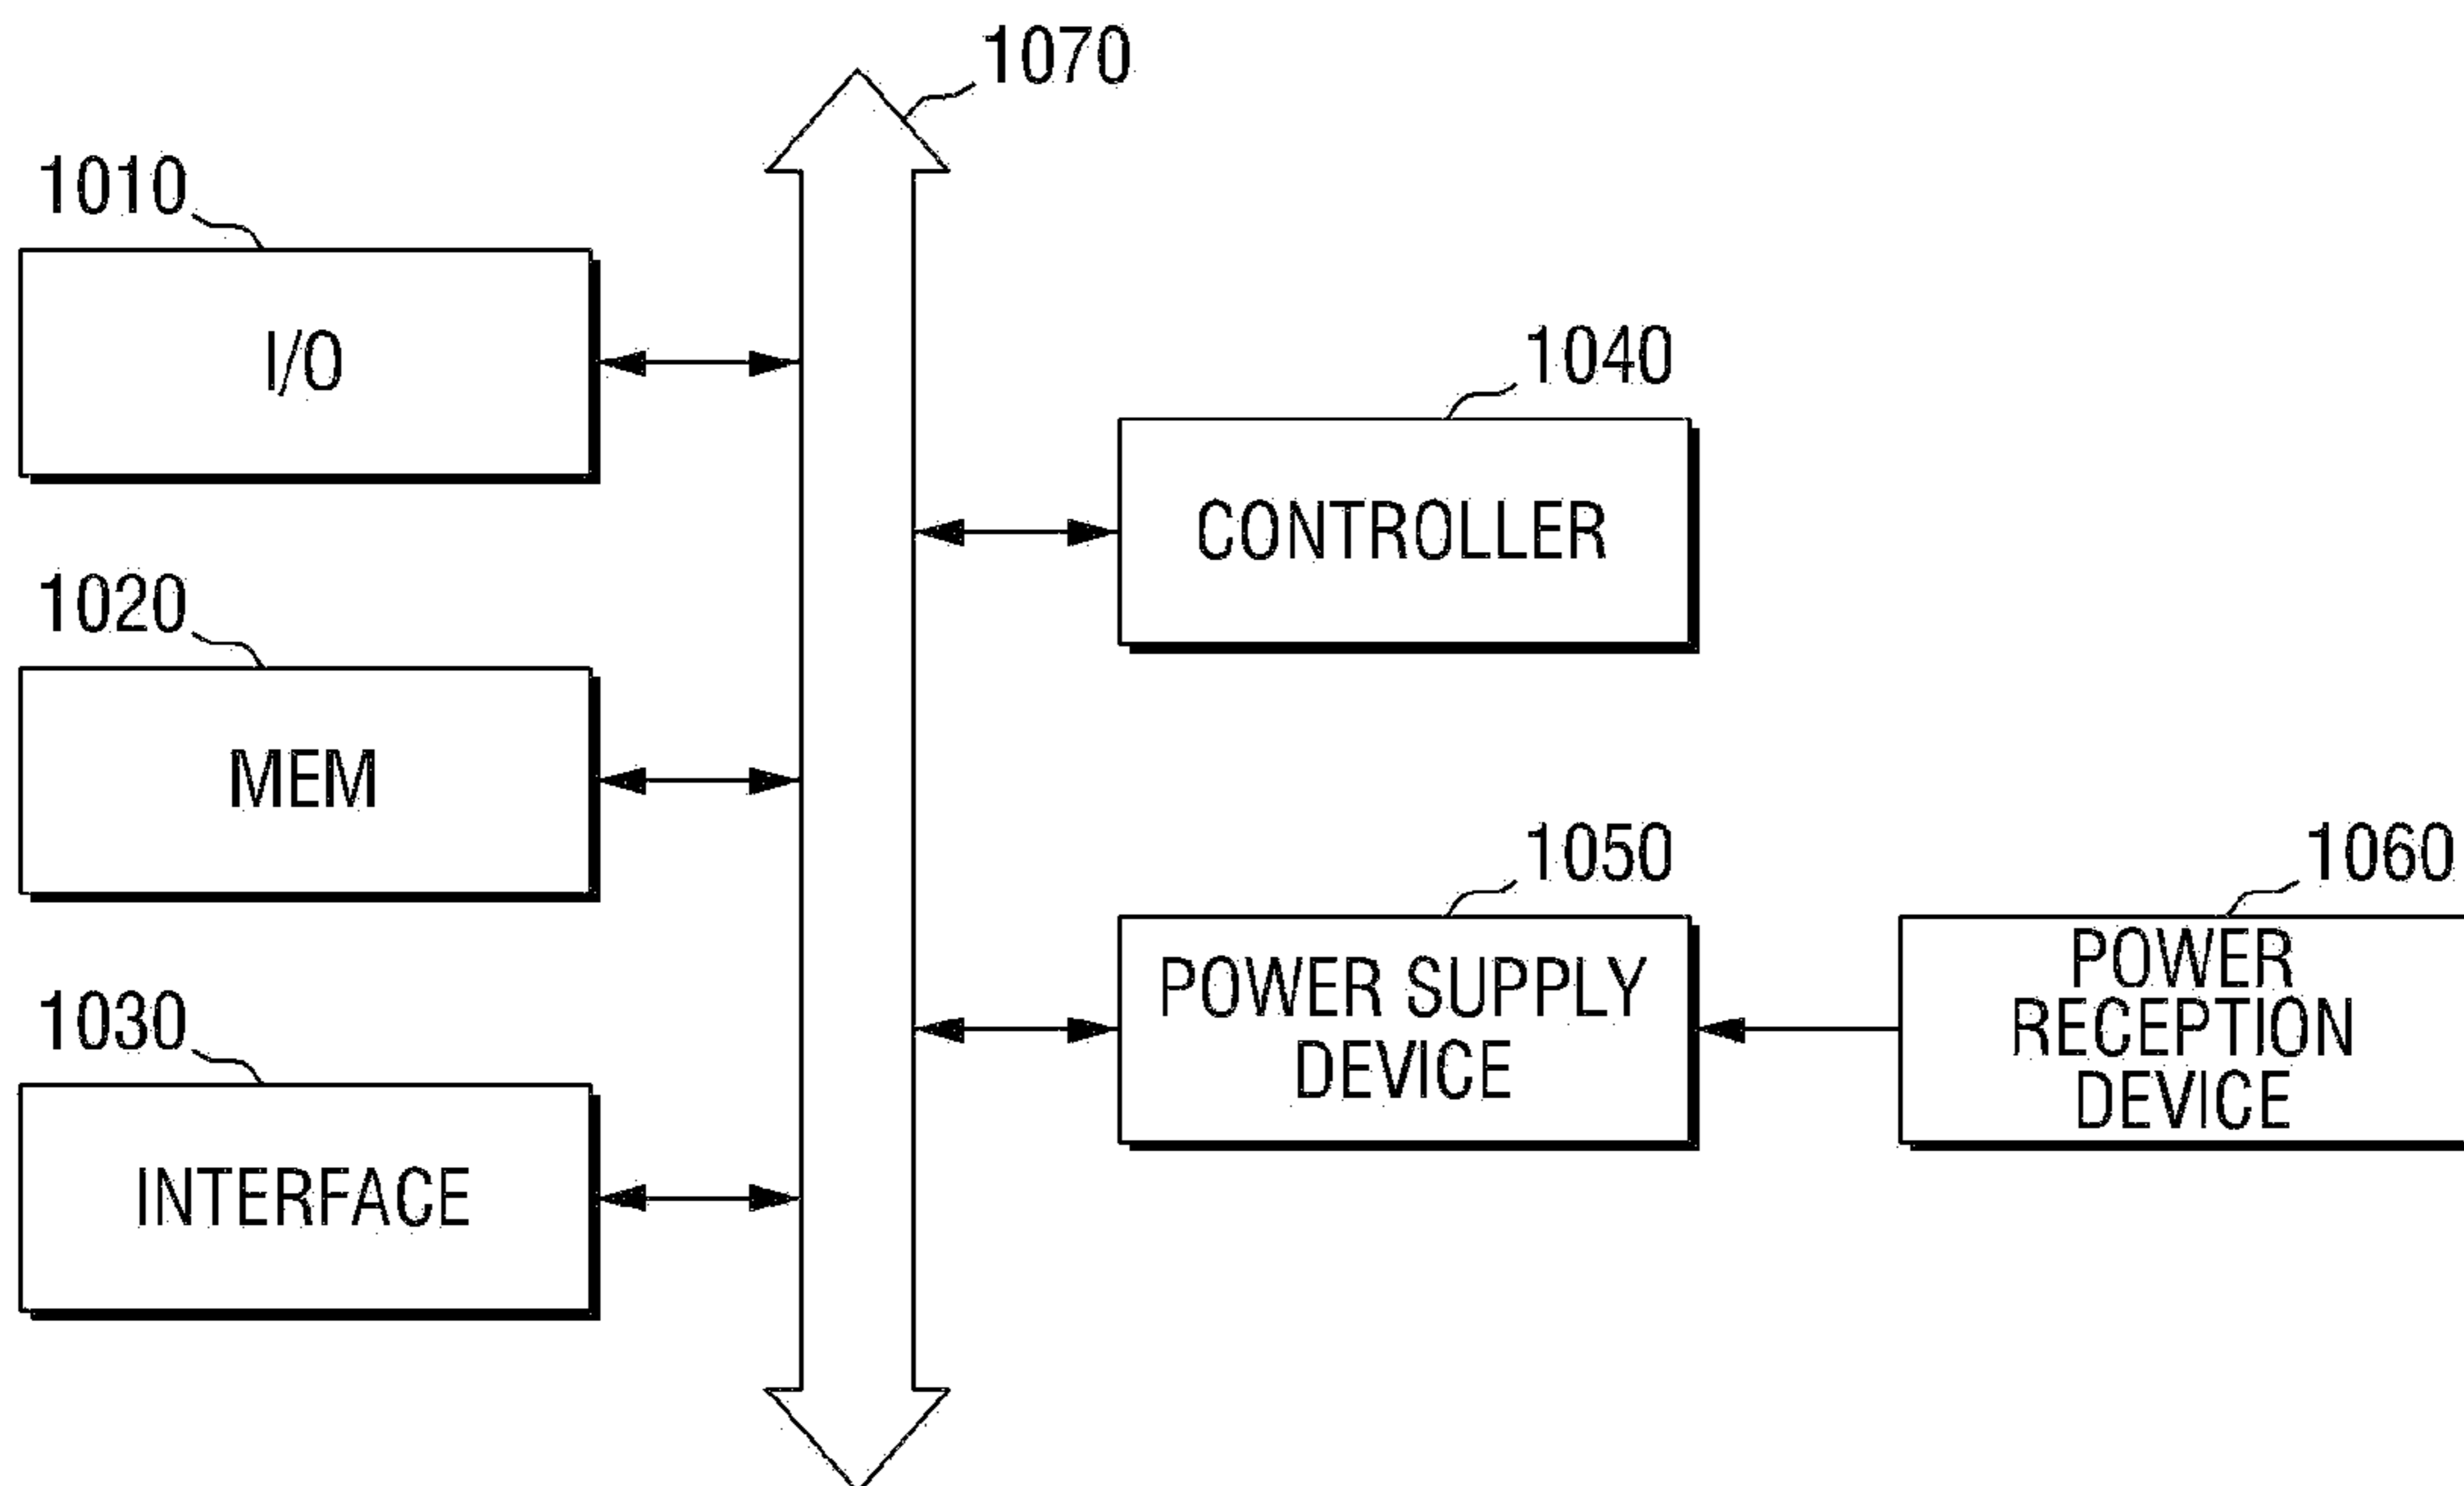 1070
1010
I/O
1040
CONTROLLER
1020
MEM
1050
POWER SUPPLY
DEVICE
1060
POWER
RECEPTION
DEVICE
1030
INTERFACE